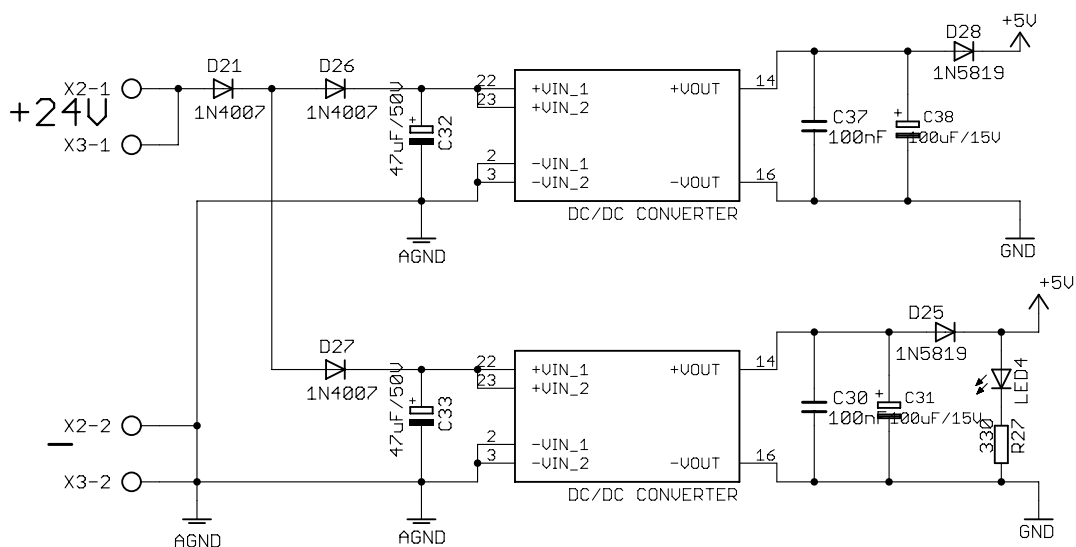 +5V
D28
1N5819
D21
1N4007
D26
1N4007
X2-1
+24V
X3-1
47uF/50V
C32
22
23
+VIN_1
+VIN_2
+VOUT
14
C37
100nF
C38
100uF/15V
2
3
-VIN_1
-VIN_2
-VOUT
16
DC/DC CONVERTER
AGND
GND
+5V
D25
1N5819
D27
1N4007
47uF/50V
C33
22
23
+VIN_1
+VIN_2
+VOUT
14
LED4
C30
100nF
C31
100uF/15V
330
R27
X2-2
-
X3-2
2
3
-VIN_1
-VIN_2
-VOUT
16
DC/DC CONVERTER
AGND
AGND
GND